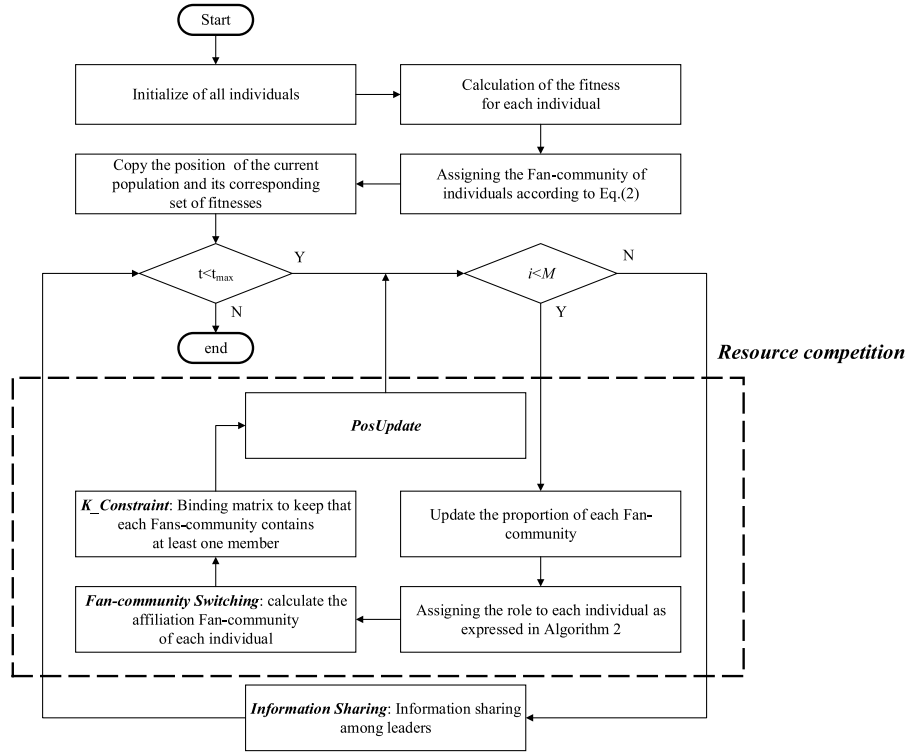 Start
Initialize of all individuals
Calculation of the fitness
for each individual
Copy the position of the current
population and its corresponding
set of fitnesses
Assigning the Fan-community of
individuals according to Eq.(2)
t<tmax
Y
N
end
i<M
N
Y
Resource competition
PosUpdate
K_Constraint: Binding matrix to keep that
each Fans-community contains
at least one member
Update the proportion of each Fan-
community
Fan-community Switching: calculate the
affiliation Fan-community
of each individual
Assigning the role to each individual as
expressed in Algorithm 2
Information Sharing: Information sharing
among leaders